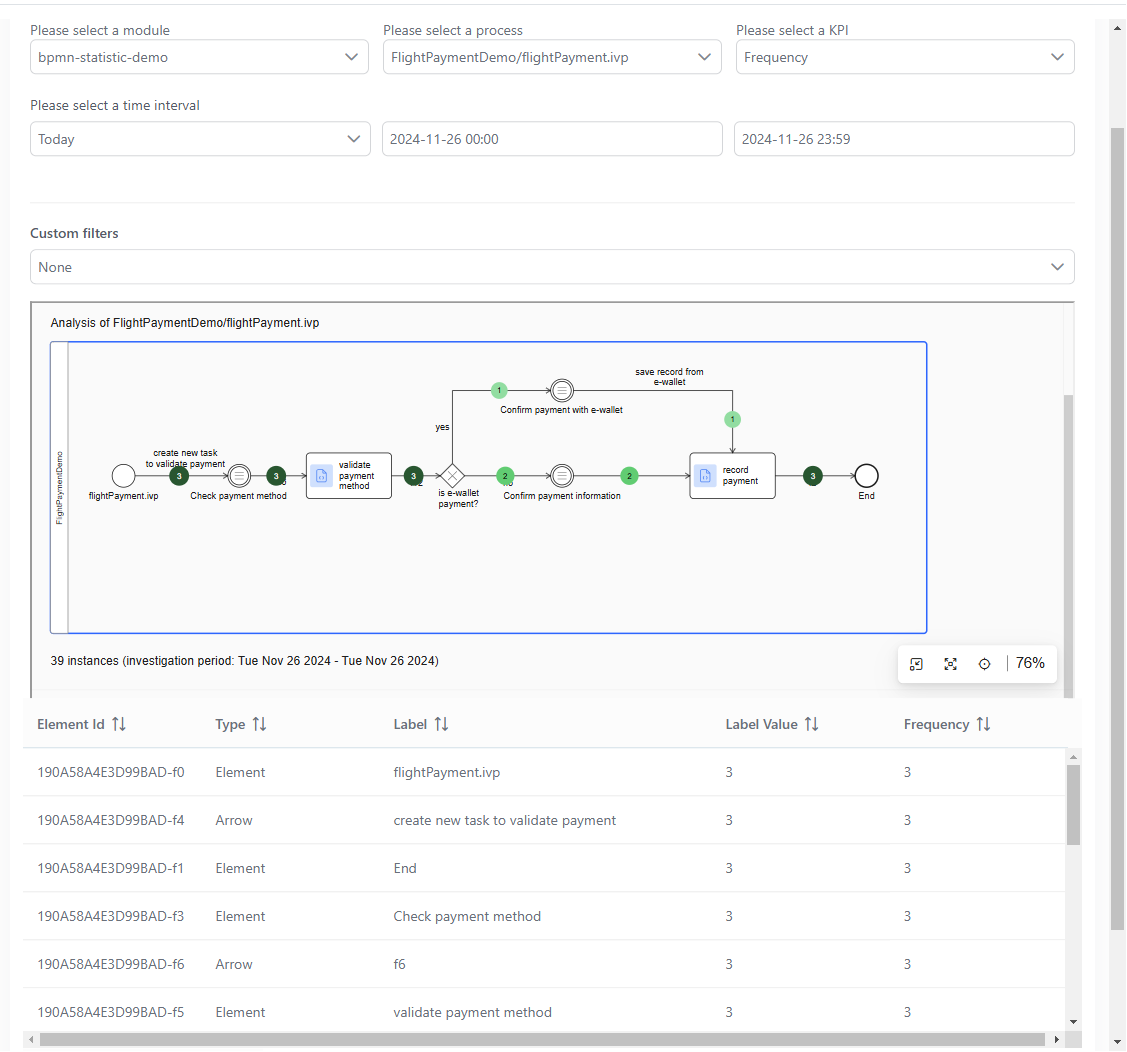 Please select a module
Please select a process
Please select a KPI
bpmn-statistic-demo
FlightPaymentDemo/flightPayment.ivp
Frequency
Please select a time interval
Today
2024-11-26 00:00
2024-11-26 23:59
Custom filters
None
Analysis of FlightPaymentDemo/flightPayment.ivp
FlightPaymentDemo
save record from
e-wallet
1
Confirm payment with e-wallet
1
yes
create new task
to validate payment
3
3
3
2
2
3
validate
payment
method
record
payment
flightPayment.ivp
Check payment method
is e-wallet
payment?
Confirm payment information
End
39 instances (investigation period: Tue Nov 26 2024 - Tue Nov 26 2024)
76%
Element Id
Type
Label
Label Value
Frequency
190A58A4E3D99BAD-f0
Element
flightPayment.ivp
3
3
190A58A4E3D99BAD-f4
Arrow
create new task to validate payment
3
3
190A58A4E3D99BAD-f1
Element
End
3
3
190A58A4E3D99BAD-f3
Element
Check payment method
3
3
190A58A4E3D99BAD-f6
Arrow
f6
3
3
190A58A4E3D99BAD-f5
Element
validate payment method
3
3